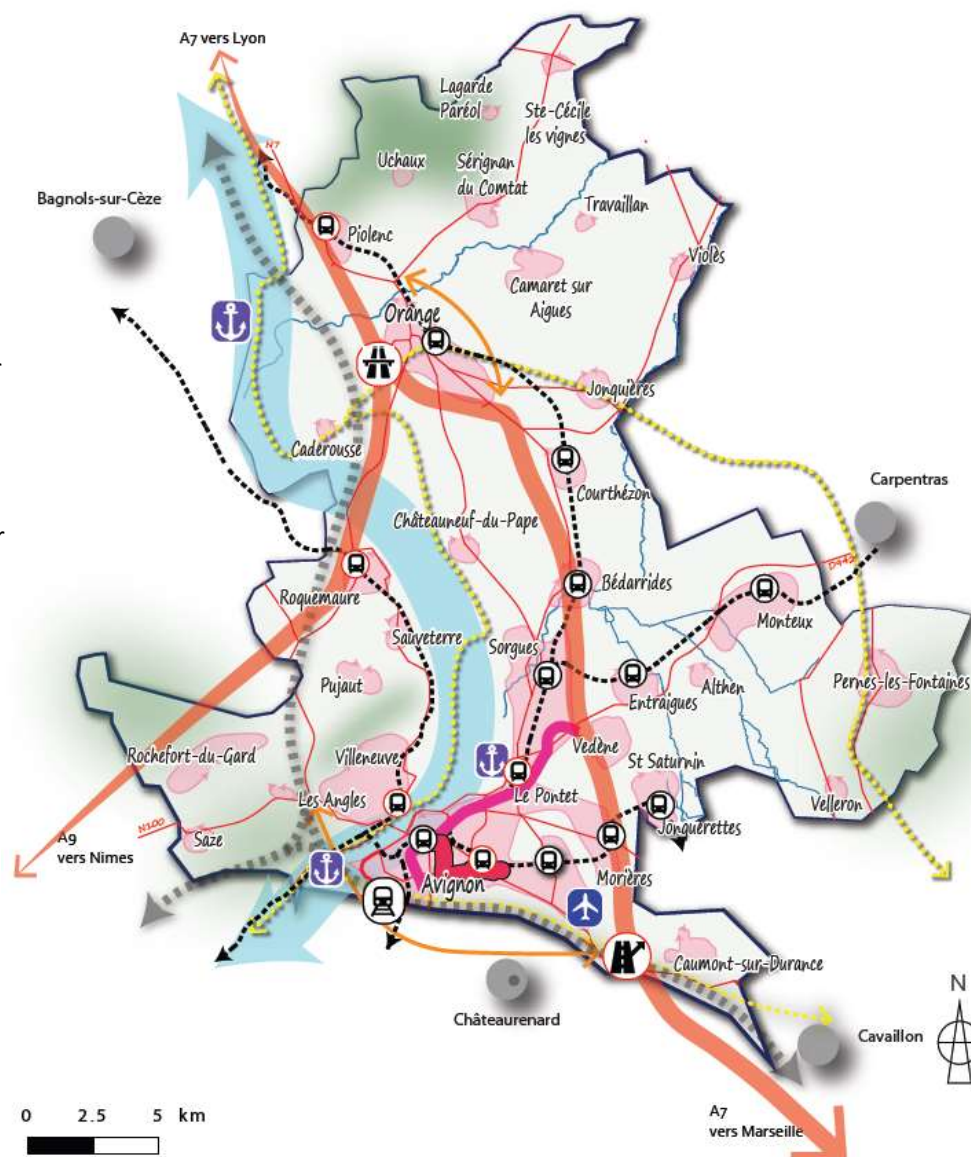 A7 vers Lyon
Lagarde
Paréol
Ste-Cécile
les vignes
N7
Uchaux
Sérignan
du Comtat
Bagnols-sur-Cèze
Travaillan
Piolenc
Violès
Camaret sur
Aigues
Orange
Jonquières
Caderousse
Courthézon
Carpentras
Châteauneuf-du-Pape
D942
Bédarrides
Roquemaure
Monteux
Sauveterre
Sorgues
Pujaut
Entraigues
Althen
Pernes-les-Fontaines
Rochefort-du-Gard
Villeneuve
Vedène
St Saturnin
Les Angles
Le Pontet
Velleron
A9
vers Nimes
N100
Saze
Jonquerettes
Avignon
Morières
Caumont-sur-Durance
N
Châteaurenard
Cavaillon
0 2.5 5 km
A7
vers Marseille